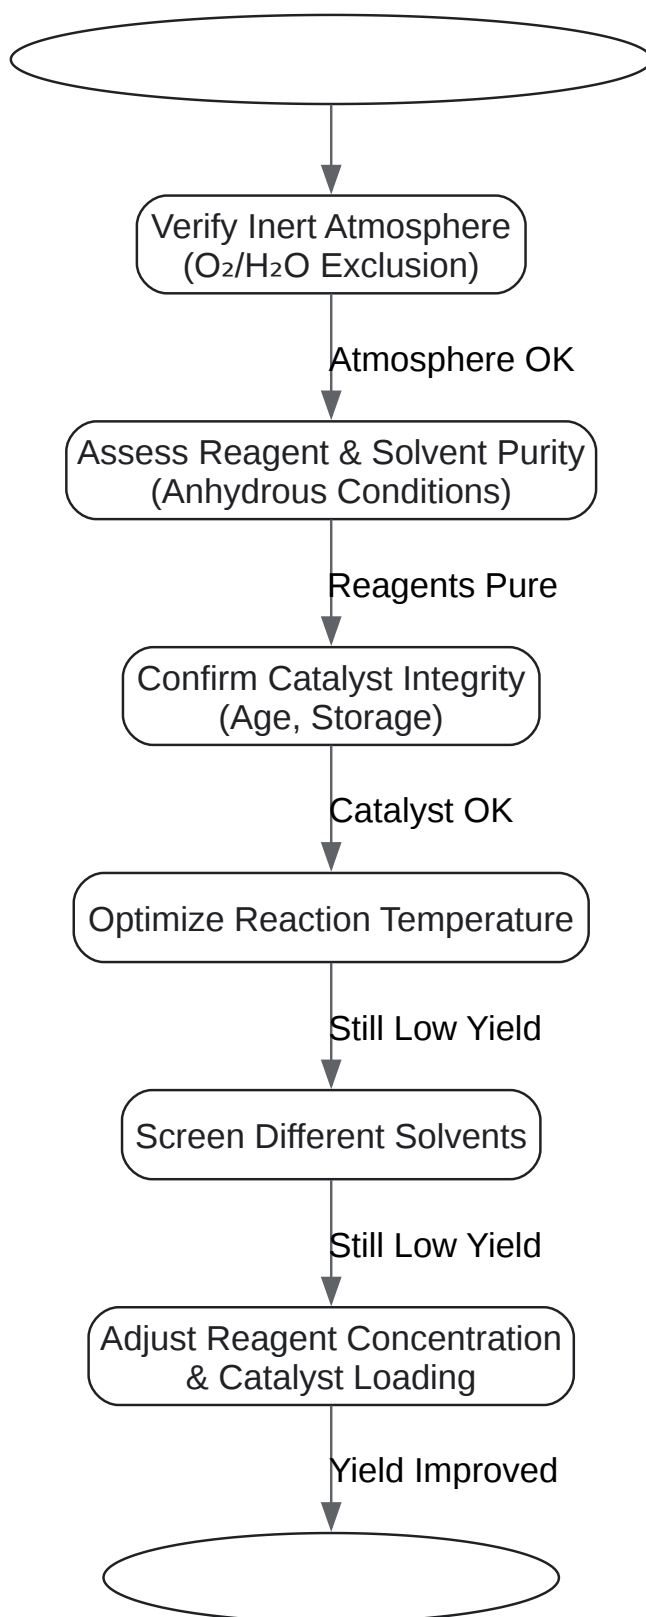 Verify Inert Atmosphere
(O₂/H₂O Exclusion)
Atmosphere OK
Assess Reagent & Solvent Purity
(Anhydrous Conditions)
Reagents Pure
Confirm Catalyst Integrity
(Age, Storage)
Catalyst OK
Optimize Reaction Temperature
Still Low Yield
Screen Different Solvents
Still Low Yield
Adjust Reagent Concentration
& Catalyst Loading
Yield Improved